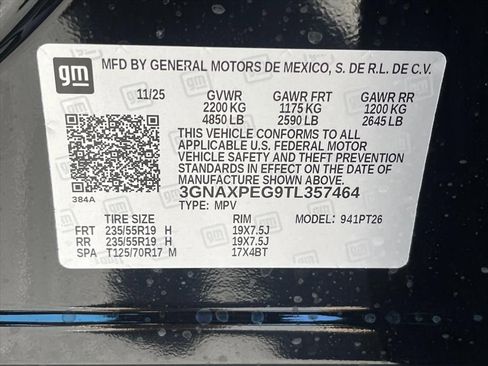 gm
MFD BY GENERAL MOTORS DE MEXICO, S. DE R.L. DE C.V.
11/25 GVWR GAWR FRT GAWR RR
2200 KG 1175 KG 1200 KG
4850 LB 2590 LB 2645 LB
THIS VEHICLE CONFORMS TO ALL
APPLICABLE U.S. FEDERAL MOTOR
VEHICLE SAFETY AND THEFT PREVENTION
STANDARDS IN EFFECT ON THE DATE OF
MANUFACTURE SHOWN ABOVE.
384A
3GNAXPEG9TL357464
TYPE: MPV
TIRE SIZE RIM MODEL: 941PT26
FRT 235/55R19 H 19X7.5J
RR 235/55R19 H 19X7.5J
SPA T125/70R17 M 17X4BT